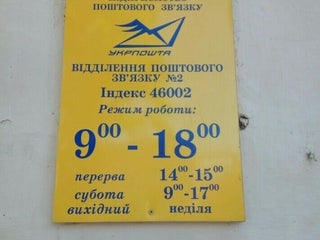 ПОШТОВОГО ЗВ'ЯЗКУ
УКРПОШТА
ВІДДІЛЕННЯ ПОШТОВОГО
ЗВ'ЯЗКУ №2
Індекс 46002
Режим роботи:
9⁰⁰ - 18⁰⁰
перерва 14⁰⁰-15⁰⁰
субота 9⁰⁰-17⁰⁰
вихідний неділя